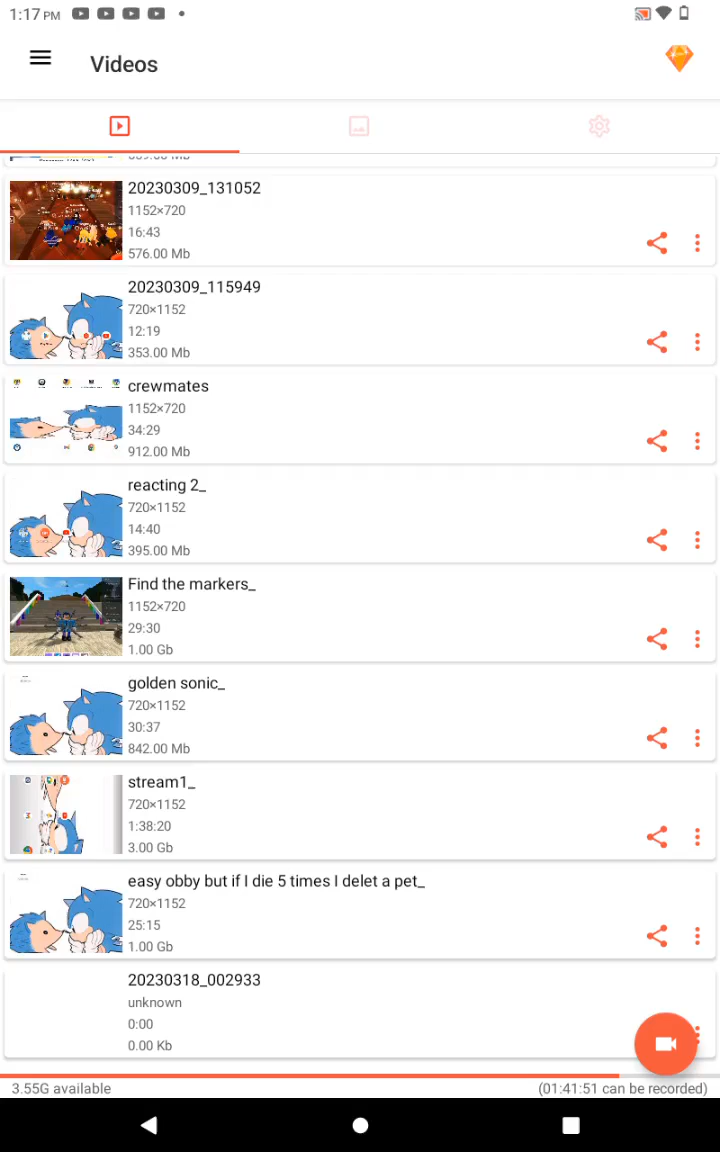 1:17 PM
Videos
20230309_131052
1152×720
16:43
576.00 Mb
20230309_115949
720×1152
12:19
353.00 Mb
crewmates
1152×720
34:29
912.00 Mb
reacting 2_
720×1152
14:40
395.00 Mb
Find the markers_
1152×720
29:30
1.00 Gb
golden sonic_
720×1152
30:37
842.00 Mb
stream1_
720×1152
1:38:20
3.00 Gb
easy obby but if I die 5 times I delet a pet_
720×1152
25:15
1.00 Gb
20230318_002933
unknown
0:00
0.00 Kb
3.55G available
(01:41:51 can be recorded)